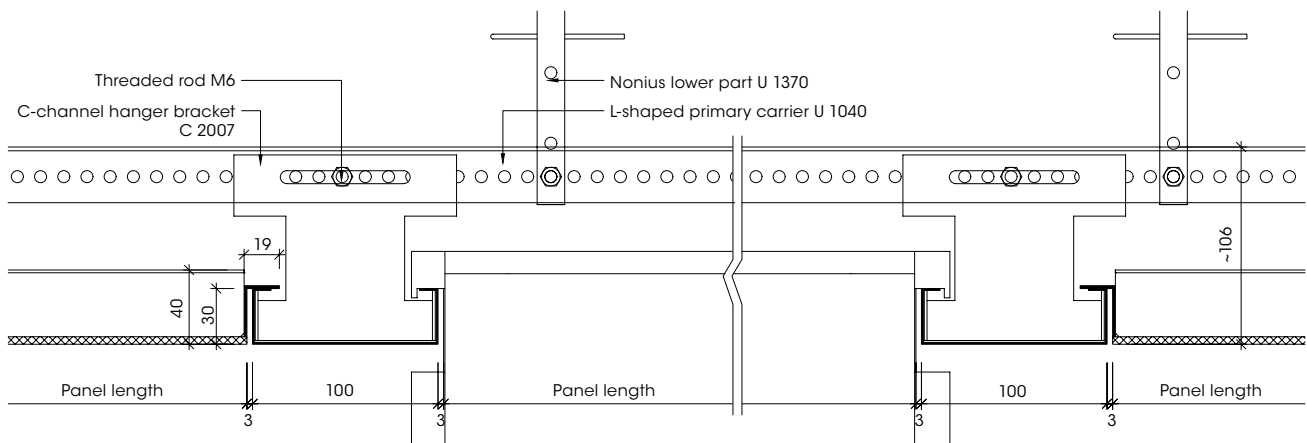 Threaded rod M6
Nonius lower part U 1370
C-channel hanger bracket
C 2007
L-shaped primary carrier U 1040
19
~106
40
30
Panel length
100
Panel length
100
Panel length
3
3
3
3